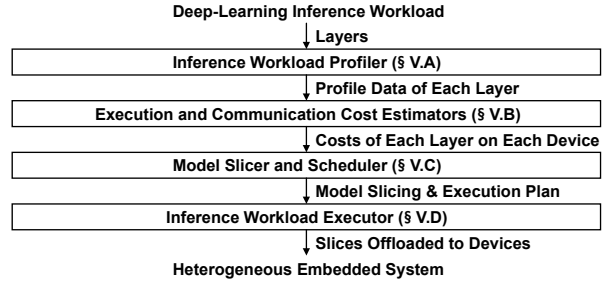 Deep-Learning Inference Workload
Layers
Inference Workload Profiler (§ V.A)
Profile Data of Each Layer
Execution and Communication Cost Estimators (§ V.B)
Costs of Each Layer on Each Device
Model Slicer and Scheduler (§ V.C)
Model Slicing & Execution Plan
Inference Workload Executor (§ V.D)
Slices Offloaded to Devices
Heterogeneous Embedded System